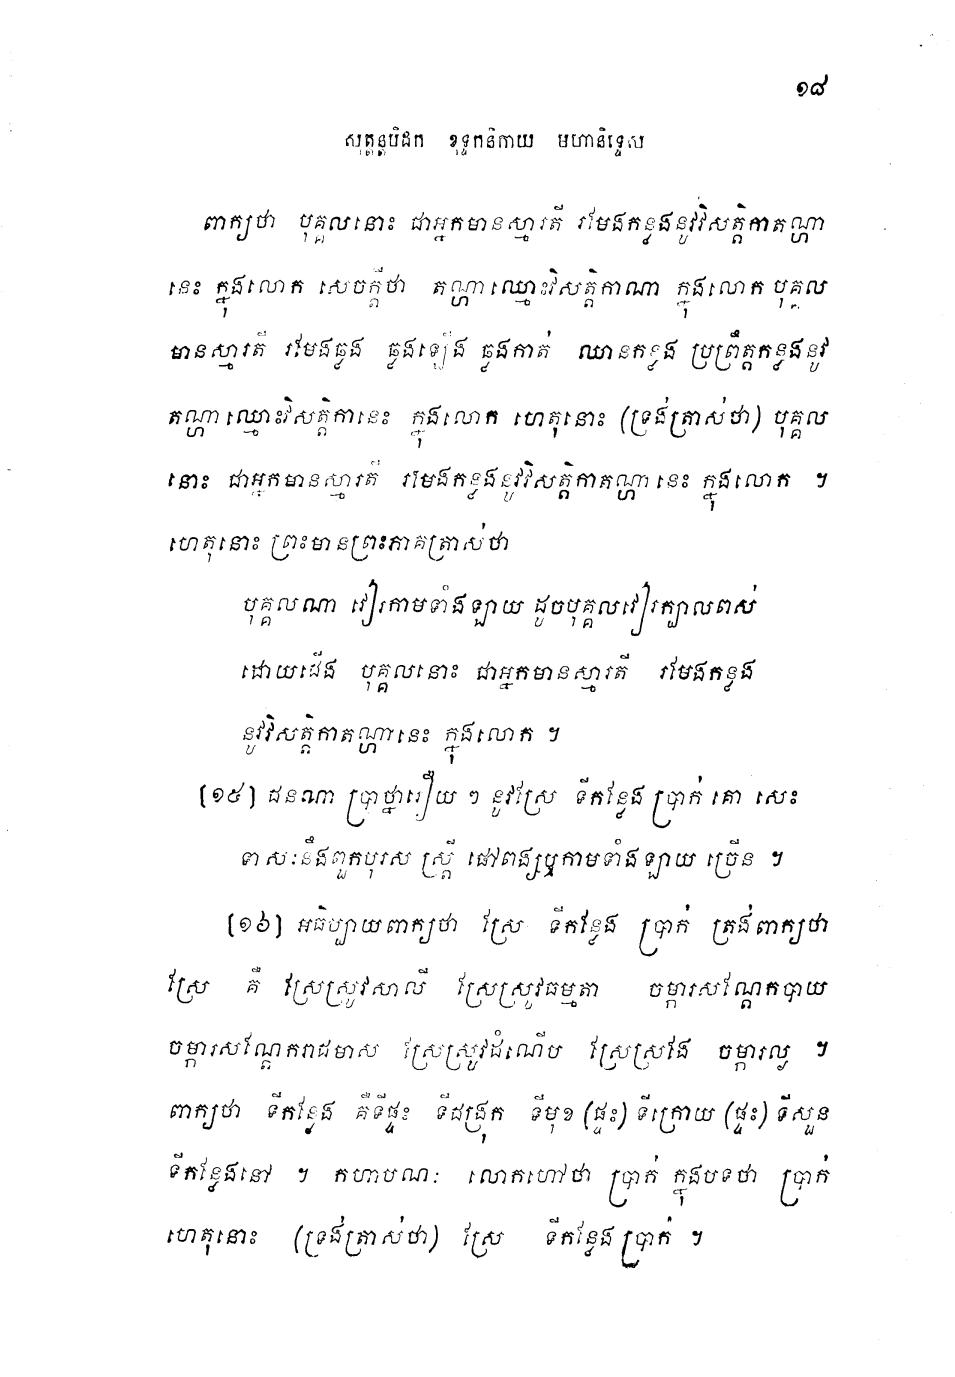 ១៨
សុត្តន្តបិដក ខុទ្ទកនិកាយ មហានិទ្ទេស
ពាក្យថា បុគ្គលនោះ ជាអ្នកមានស្មារតី រមែងកន្លងនូវវិសត្តិកាតណ្ហា
នេះ ក្នុងលោក សេចក្តីថា តណ្ហាឈ្មោះវិសត្តិកាណា ក្នុងលោក បុគ្គល
មានស្មារតី រមែងឆ្លង ឆ្លងឡើង ឆ្លងកាត់ ឈានកន្លង ប្រព្រឹត្តកន្លងនូវ
តណ្ហាឈ្មោះវិសត្តិកានេះ ក្នុងលោក ហេតុនោះ (ទ្រង់ត្រាស់ថា) បុគ្គល
នោះ ជាអ្នកមានស្មារតី រមែងកន្លងនូវវិសត្តិកាតណ្ហានេះ ក្នុងលោក ។
ហេតុនោះ ព្រះមានព្រះភាគត្រាស់ថា
បុគ្គលណា វៀរកាមទាំងឡាយ ដូចបុគ្គលវៀរក្បាលពស់
ដោយជើង បុគ្គលនោះ ជាអ្នកមានស្មារតី រមែងកន្លង
នូវវិសត្តិកាតណ្ហានេះ ក្នុងលោក ។
[១៥] ជនណា ប្រាថ្នារឿយ ៗ នូវស្រែ ទីកន្លែង ប្រាក់ គោ សេះ
ទាសៈនឹងពួកបុរស ស្ត្រី ផៅពង្សឬកាមទាំងឡាយ ច្រើន ។
[១៦] អធិប្បាយពាក្យថា ស្រែ ទីកន្លែង ប្រាក់ ត្រង់ពាក្យថា
ស្រែ គឺ ស្រែស្រូវសាលី ស្រែស្រូវធម្មតា ចម្ការសណ្តែកបាយ
ចម្ការសណ្តែករាជមាស ស្រែស្រូវដំណើប ស្រែស្រងែ ចម្ការល្ង ។
ពាក្យថា ទីកន្លែង គឺទីផ្ទះ ទីជង្រុក ទីមុខ (ផ្ទះ) ទីក្រោយ (ផ្ទះ) ទីសួន
ទីកន្លែងនៅ ។ កហាបណៈ លោកហៅថា ប្រាក់ ក្នុងបទថា ប្រាក់
ហេតុនោះ (ទ្រង់ត្រាស់ថា) ស្រែ ទីកន្លែង ប្រាក់ ។